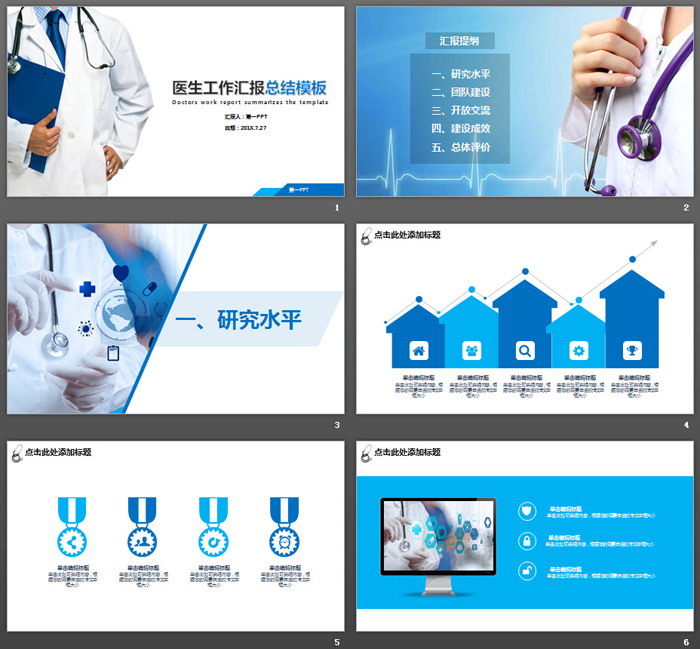 医生工作汇报总结模板
Doctors work report summarizes the template
汇报人：第一PPT
日期：201X.7.27
第一PPT
1
汇报提纲
一、研究水平
二、团队建设
三、开放交流
四、建设成效
五、总体评价
2
一、研究水平
3
点击此处添加标题
单击编辑标题
单击编辑标题
单击编辑标题
单击编辑标题
单击编辑标题
4
点击此处添加标题
单击编辑标题
单击编辑标题
单击编辑标题
单击编辑标题
5
点击此处添加标题
单击编辑标题
单击编辑标题
单击编辑标题
6